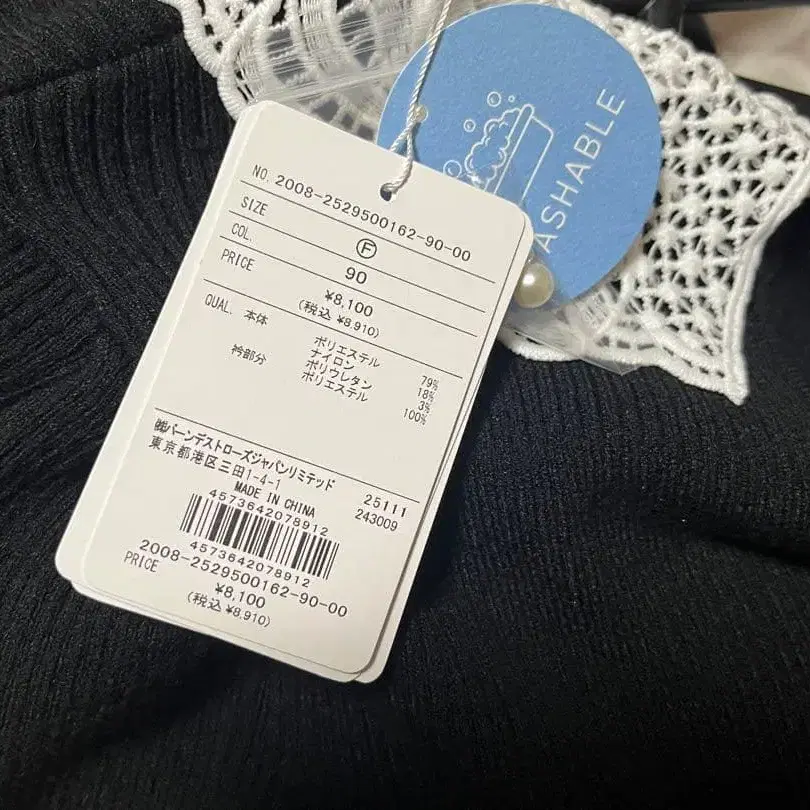 NO. 2008-2529500162-90-00
SIZE Ⓕ
COL. 90
PRICE ¥8,100
(税込 ¥8,910)
QUAL. 本体 ポリエステル 79%
ナイロン 18%
ポリウレタン 3%
衿部分 ポリエステル 100%
㈱バーンデストローズジャパンリミテッド
東京都港区三田1-4-1
MADE IN CHINA
25111
243009
4573642078912
4573642078912
2008-2529500162-90-00
PRICE ¥8,100
(税込 ¥8,910)
ASHABLE